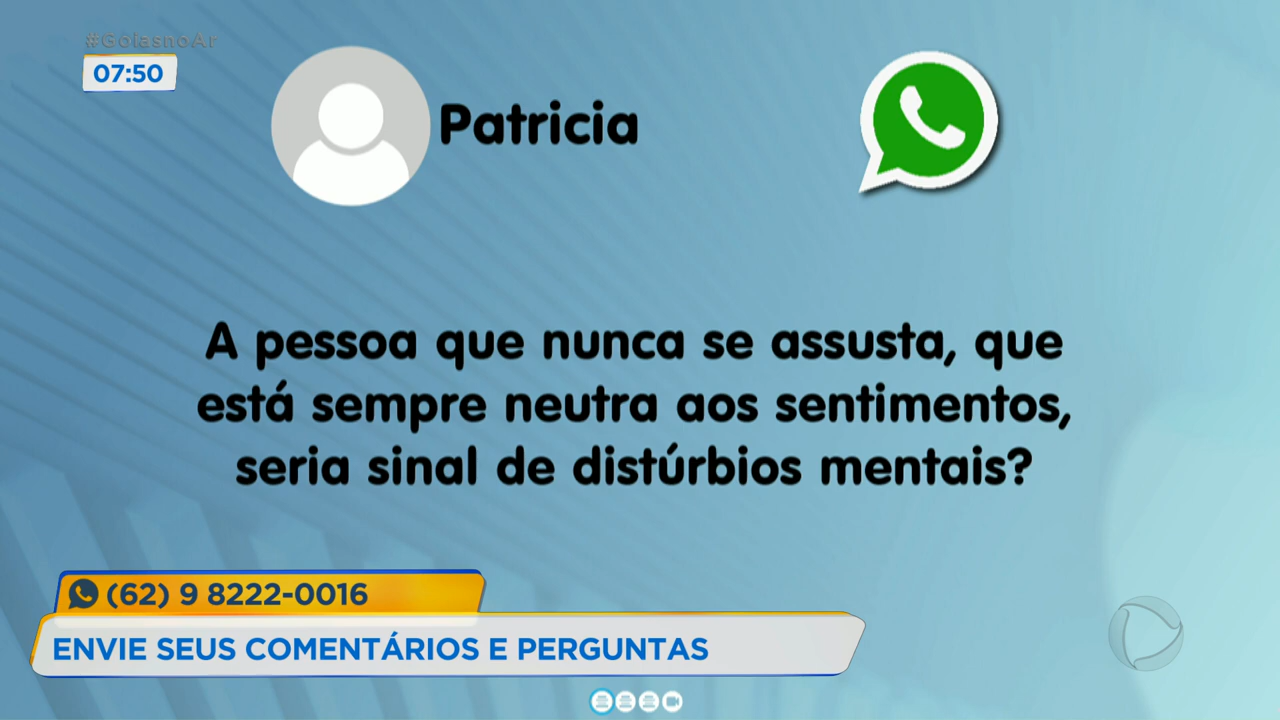 #GoiásnoAr
07:50
Patricia
A pessoa que nunca se assusta, que
está sempre neutra aos sentimentos,
seria sinal de distúrbios mentais?
(62) 9 8222-0016
ENVIE SEUS COMENTÁRIOS E PERGUNTAS